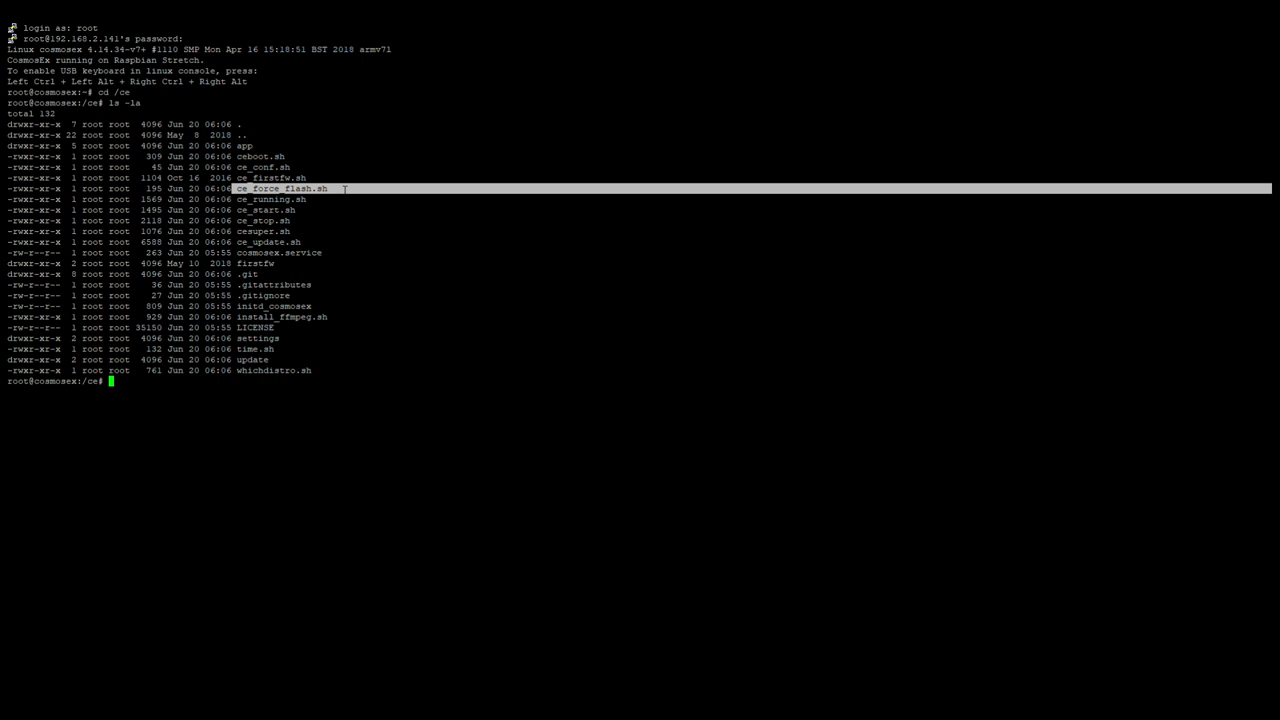 login as: root
root@192.168.2.141's password:
Linux cosmosex 4.14.34-v7+ #1110 SMP Mon Apr 16 15:18:51 BST 2018 armv7l
CosmosEx running on Raspbian Stretch.
To enable USB keyboard in linux console, press:
Left Ctrl + Left Alt + Right Ctrl + Right Alt
root@cosmosex:~# cd /ce
root@cosmosex:/ce# ls -la
total 132
drwxr-xr-x  7 root root  4096 Jun 20 06:06 .
drwxr-xr-x 22 root root  4096 May  8  2018 ..
drwxr-xr-x  5 root root  4096 Jun 20 06:06 app
-rwxr-xr-x  1 root root   309 Jun 20 06:06 ceboot.sh
-rwxr-xr-x  1 root root    45 Jun 20 06:06 ce_conf.sh
-rwxr-xr-x  1 root root  1104 Oct 16  2016 ce_firstfw.sh
-rwxr-xr-x  1 root root   195 Jun 20 06:06 ce_force_flash.sh
-rwxr-xr-x  1 root root  1569 Jun 20 06:06 ce_running.sh
-rwxr-xr-x  1 root root  1495 Jun 20 06:06 ce_start.sh
-rwxr-xr-x  1 root root  2118 Jun 20 06:06 ce_stop.sh
-rwxr-xr-x  1 root root  1076 Jun 20 06:06 cesuper.sh
-rwxr-xr-x  1 root root  6588 Jun 20 06:06 ce_update.sh
-rw-r--r--  1 root root   263 Jun 20 05:55 cosmosex.service
drwxr-xr-x  2 root root  4096 May 10  2018 firstfw
drwxr-xr-x  8 root root  4096 Jun 20 06:06 .git
-rw-r--r--  1 root root    36 Jun 20 05:55 .gitattributes
-rw-r--r--  1 root root    27 Jun 20 05:55 .gitignore
-rw-r--r--  1 root root   809 Jun 20 05:55 initd_cosmosex
-rwxr-xr-x  1 root root   929 Jun 20 06:06 install_ffmpeg.sh
-rw-r--r--  1 root root 35150 Jun 20 05:55 LICENSE
drwxr-xr-x  2 root root  4096 Jun 20 06:06 settings
-rwxr-xr-x  1 root root   132 Jun 20 06:06 time.sh
drwxr-xr-x  2 root root  4096 Jun 20 06:06 update
-rwxr-xr-x  1 root root   761 Jun 20 06:06 whichdistro.sh
root@cosmosex:/ce#